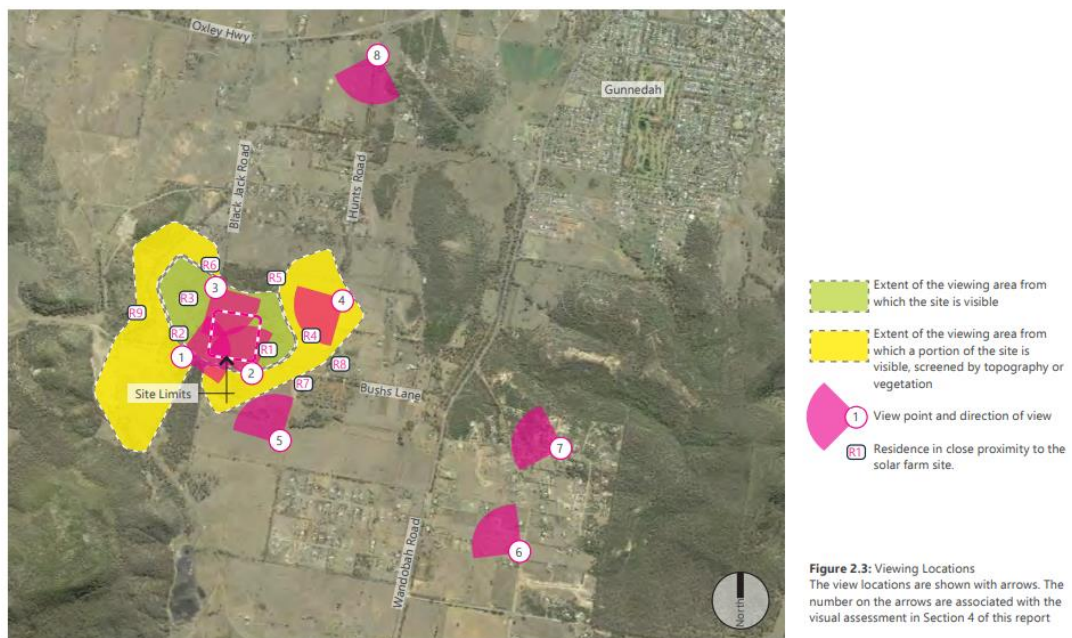 Oxley Hwy
8
Gunnedah
Black Jack Road
Hunts Road
R6
R5
3
R3
4
R9
R2
R4
R1
1
R8
2
R7
Site Limits
Bushs Lane
5
7
6
Wandobah Road
North
Extent of the viewing area from
which the site is visible
Extent of the viewing area from
which a portion of the site is
visible, screened by topography or
vegetation
1
View point and direction of view
R1
Residence in close proximity to the
solar farm site.
Figure 2.3: Viewing Locations
The view locations are shown with arrows. The
number on the arrows are associated with the
visual assessment in Section 4 of this report